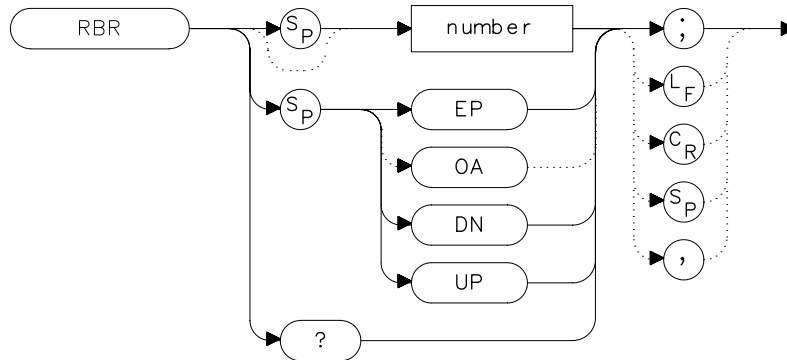 RBR
SP
number
;
LF
SP
EP
CR
OA
SP
DN
,
UP
?